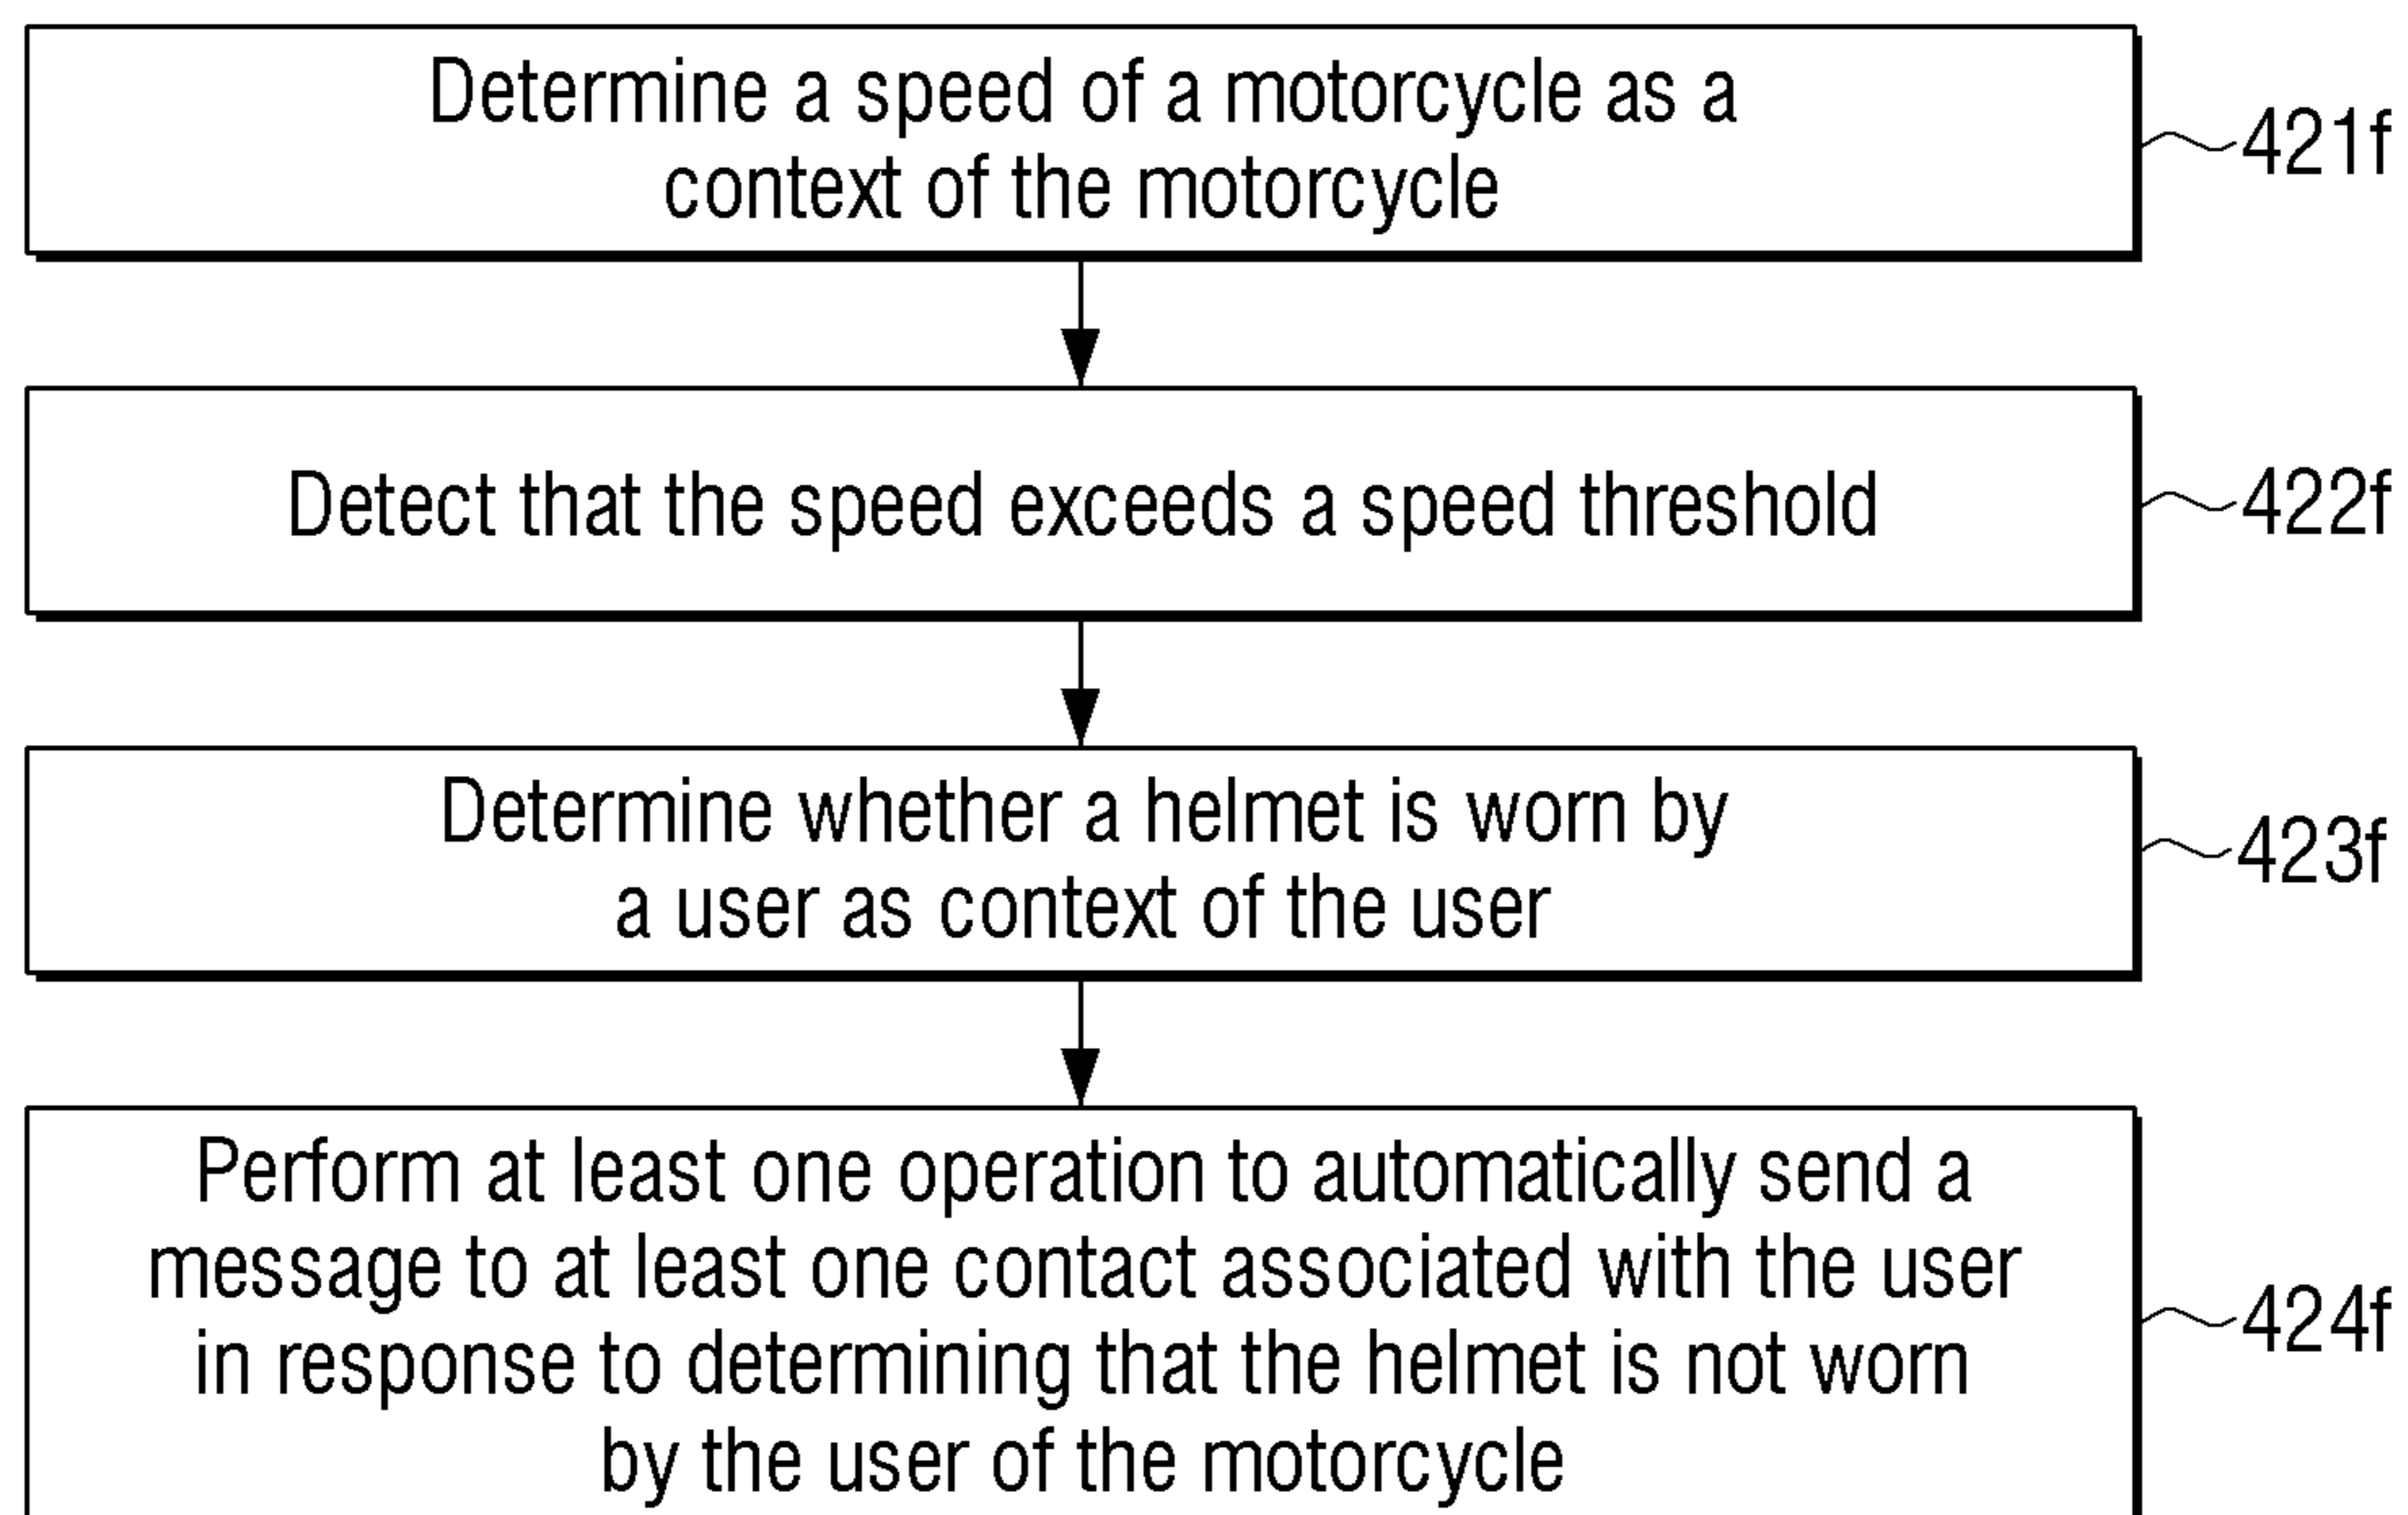 Determine a speed of a motorcycle as a
context of the motorcycle
421f
Detect that the speed exceeds a speed threshold
422f
Determine whether a helmet is worn by
a user as context of the user
423f
Perform at least one operation to automatically send a
message to at least one contact associated with the user
in response to determining that the helmet is not worn
by the user of the motorcycle
424f